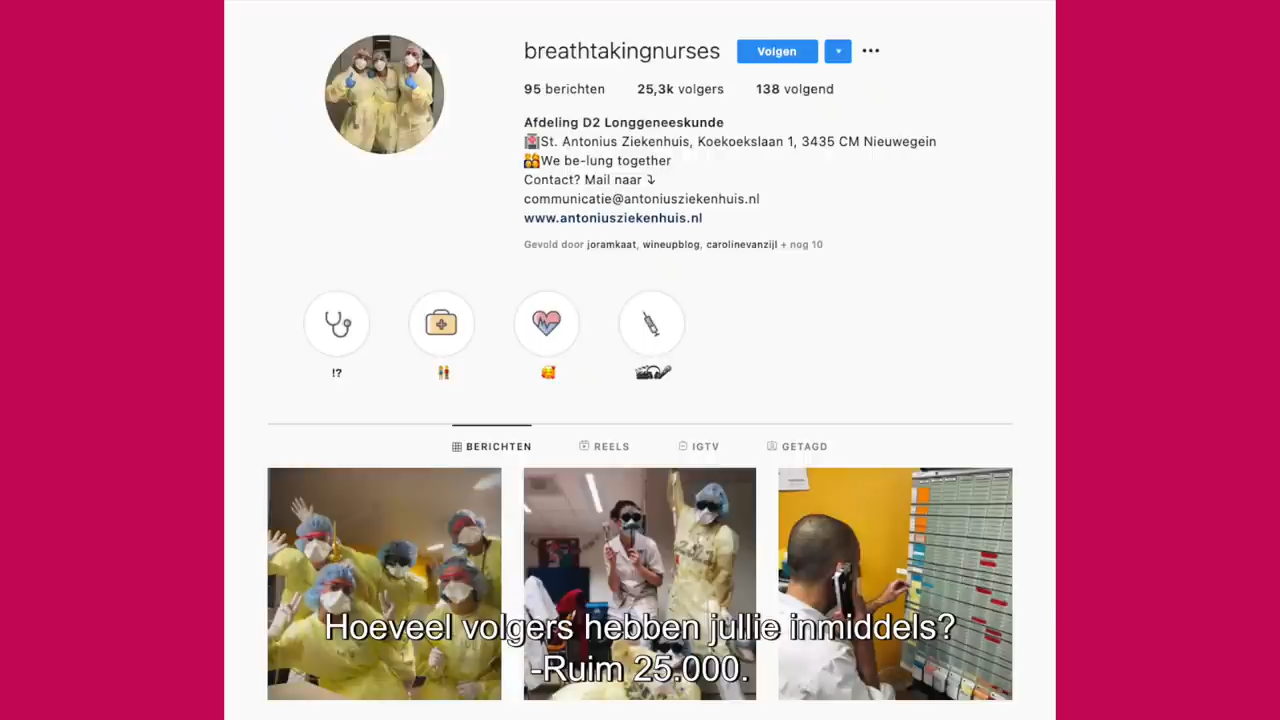 breathtakingnurses Volgen
95 berichten 25,3k volgers 138 volgend
Afdeling D2 Longgeneeskunde
🏥St. Antonius Ziekenhuis, Koekoekslaan 1, 3435 CM Nieuwegein
We be-lung together
Contact? Mail naar ⤵
communicatie@antoniusziekenhuis.nl
www.antoniusziekenhuis.nl
Gevold door joramkaat, wineupblog, carolinevanzijl + nog 10
!?
BERICHTEN REELS IGTV GETAGD
Hoeveel volgers hebben jullie inmiddels?
-Ruim 25.000.